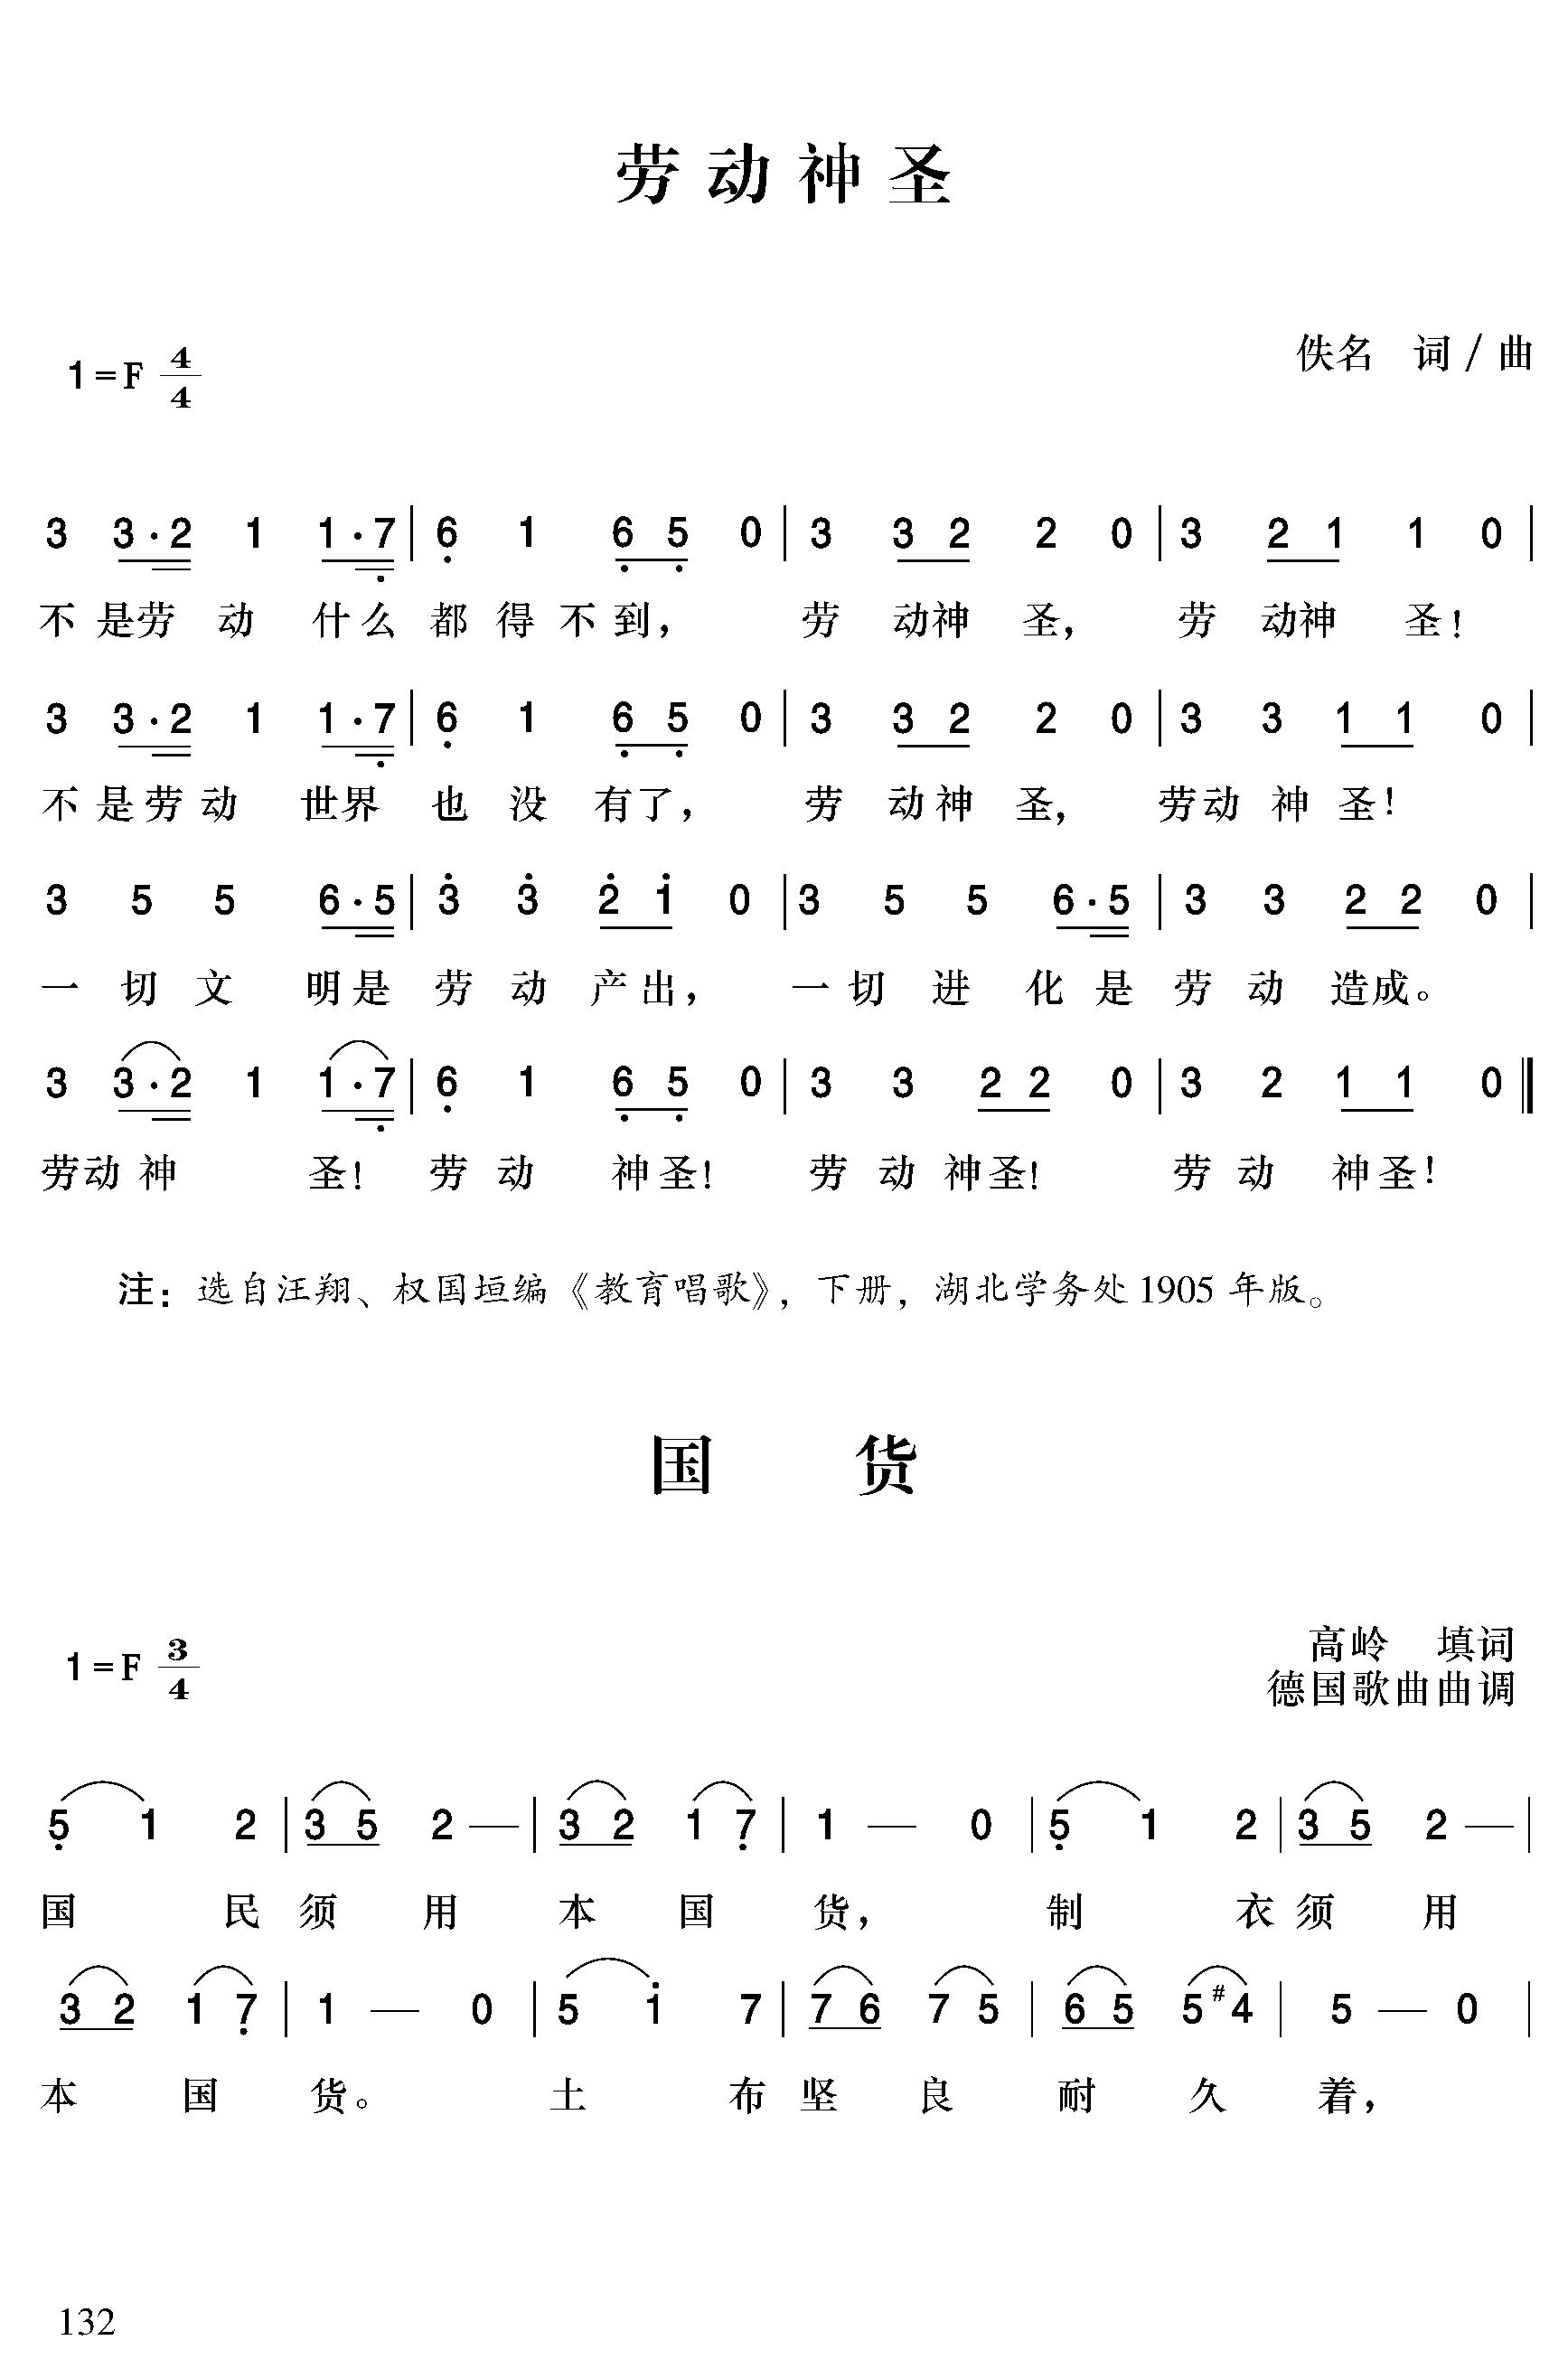 劳动神圣
佚名 词/曲
1=F 4/4
3 3·2 1 1·7 | 6 1 6 5 0 | 3 3 2 2 0 | 3 2 1 1 0 |
不是劳动什么都得不到，劳动神圣，劳动神圣！
3 3·2 1 1·7 | 6 1 6 5 0 | 3 3 2 2 0 | 3 3 1 1 0 |
不是劳动世界也没有了，劳动神圣，劳动神圣！
3 5 5 6·5 | 3 3 2 1 0 | 3 5 5 6·5 | 3 3 2 2 0 |
一切文明是劳动产出，一切进化是劳动造成。
3 3·2 1 1·7 | 6 1 6 5 0 | 3 3 2 2 0 | 3 2 1 1 0 ‖
劳动神圣！劳动神圣！劳动神圣！劳动神圣！
注：选自汪翔、权国垣编《教育唱歌》，下册，湖北学务处1905年版。
国货
高岭 填词
1=F 3/4
德国歌曲曲调
5 1 2 | 3 5 2 — | 3 2 1 7 | 1 — 0 | 5 1 2 | 3 5 2 — |
国民须用本国货，制衣须用
3 2 1 7 | 1 — 0 | 5 1 7 | 7 6 7 5 | 6 5 5 #4 | 5 — 0 |
本国货。土布坚良耐久着，
132